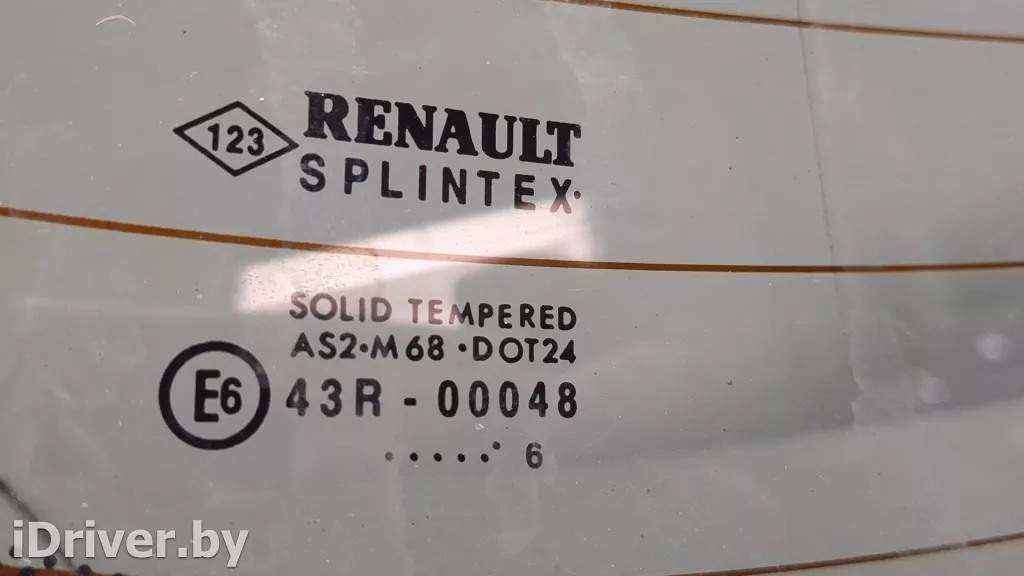 123
RENAULT
SPLINTEX
SOLID TEMPERED
AS2·M68·DOT24
E6
43R - 00048
.....· 6
iDriver.by